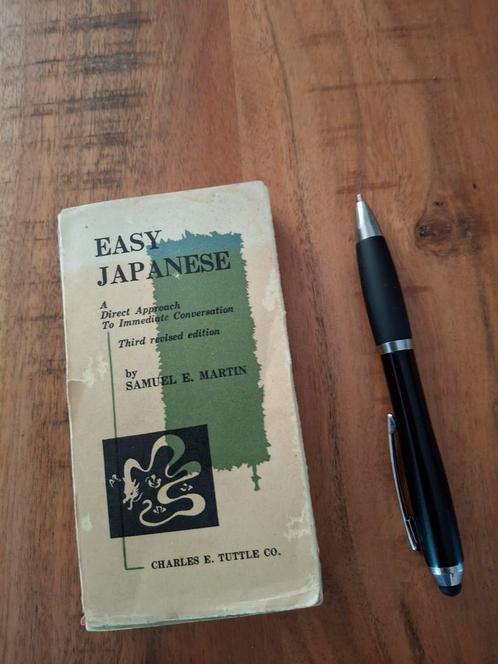 EASY
JAPANESE
A
Direct Approach
To Immediate Conversation
Third revised edition
by
SAMUEL E. MARTIN
CHARLES E. TUTTLE CO.